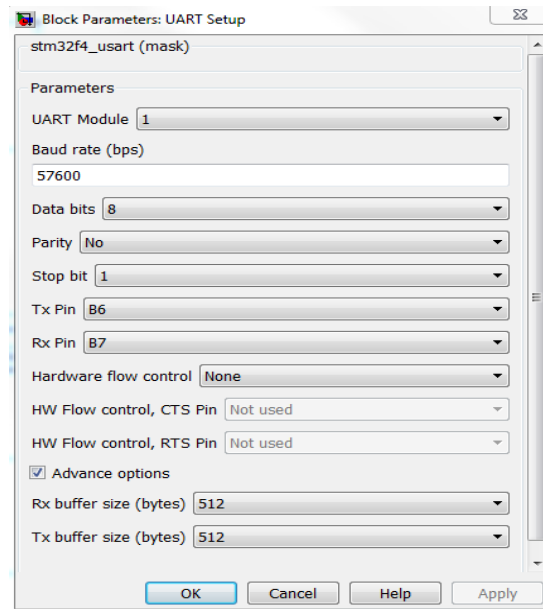 Block Parameters: UART Setup
stm32f4_usart (mask)
Parameters
UART Module 1
Baud rate (bps)
57600
Data bits 8
Parity No
Stop bit 1
Tx Pin B6
Rx Pin B7
Hardware flow control None
HW Flow control, CTS Pin Not used
HW Flow control, RTS Pin Not used
Advance options
Rx buffer size (bytes) 512
Tx buffer size (bytes) 512
OK Cancel Help Apply